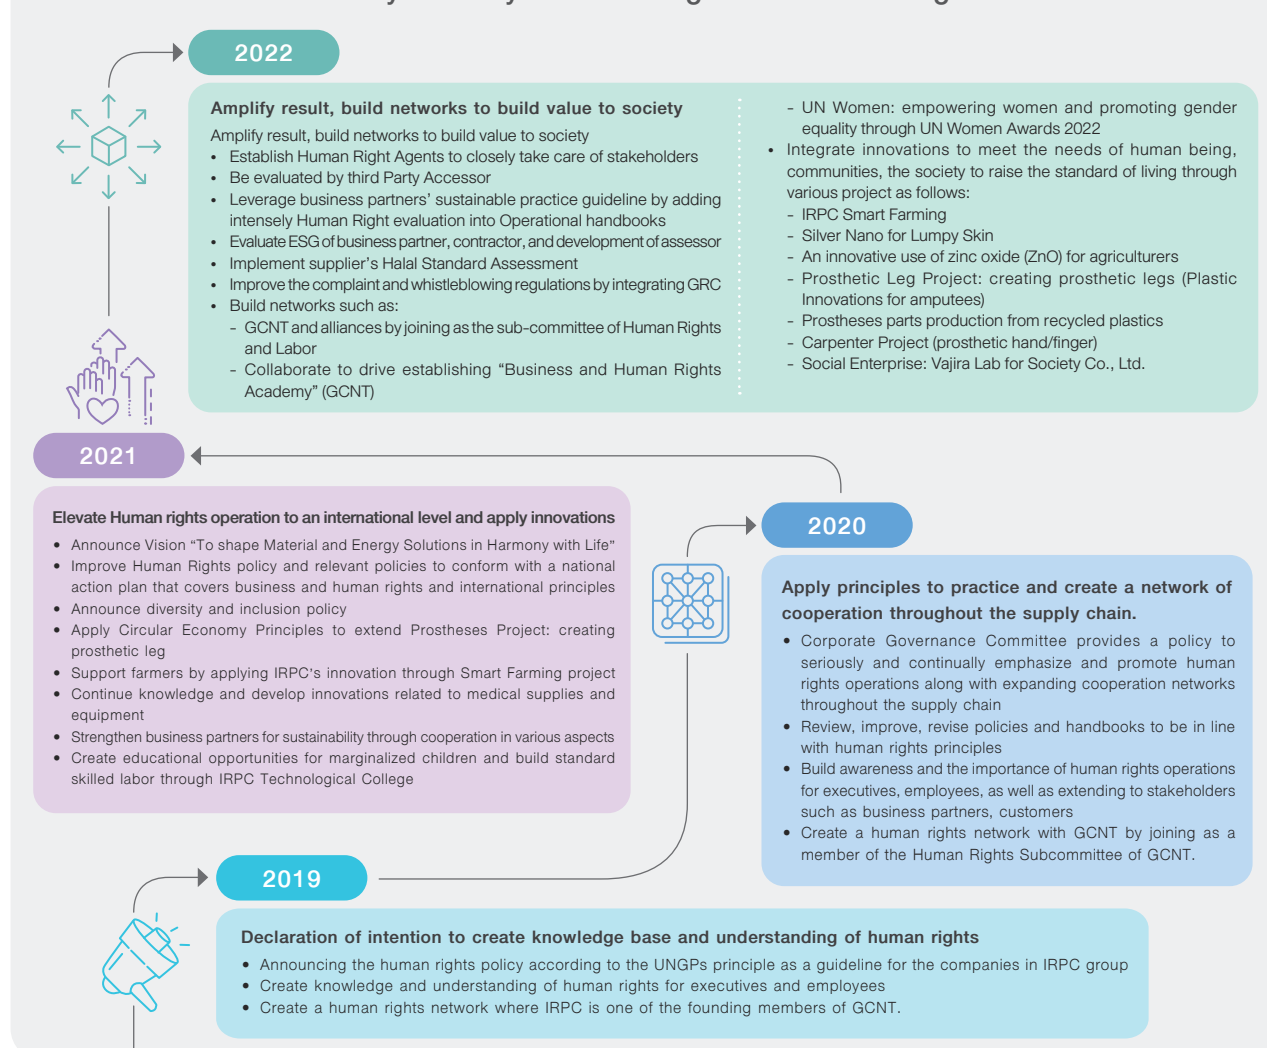 2022
Amplify result, build networks to build value to society
Amplify result, build networks to build value to society
• Establish Human Right Agents to closely take care of stakeholders
• Be evaluated by third Party Accessor
• Leverage business partners' sustainable practice guideline by adding
intensely Human Right evaluation into Operational handbooks
• Evaluate ESG of business partner, contractor, and development of assessor
• Implement supplier's Halal Standard Assessment
• Improve the complaint and whistleblowing regulations by integrating GRC
• Build networks such as:
- GCNT and alliances by joining as the sub-committee of Human Rights
and Labor
- Collaborate to drive establishing “Business and Human Rights
Academy” (GCNT)
- UN Women: empowering women and promoting gender
equality through UN Women Awards 2022
• Integrate innovations to meet the needs of human being,
communities, the society to raise the standard of living through
various project as follows:
- IRPC Smart Farming
- Silver Nano for Lumpy Skin
- An innovative use of zinc oxide (ZnO) for agriculturers
- Prosthetic Leg Project: creating prosthetic legs (Plastic
Innovations for amputees)
- Prostheses parts production from recycled plastics
- Carpenter Project (prosthetic hand/finger)
- Social Enterprise: Vajira Lab for Society Co., Ltd.
2021
Elevate Human rights operation to an international level and apply innovations
• Announce Vision “To shape Material and Energy Solutions in Harmony with Life”
• Improve Human Rights policy and relevant policies to conform with a national
action plan that covers business and human rights and international principles
• Announce diversity and inclusion policy
• Apply Circular Economy Principles to extend Prostheses Project: creating
prosthetic leg
• Support farmers by applying IRPC's innovation through Smart Farming project
• Continue knowledge and develop innovations related to medical supplies and
equipment
• Strengthen business partners for sustainability through cooperation in various aspects
• Create educational opportunities for marginalized children and build standard
skilled labor through IRPC Technological College
2020
Apply principles to practice and create a network of
cooperation throughout the supply chain.
• Corporate Governance Committee provides a policy to
seriously and continually emphasize and promote human
rights operations along with expanding cooperation networks
throughout the supply chain
• Review, improve, revise policies and handbooks to be in line
with human rights principles
• Build awareness and the importance of human rights operations
for executives, employees, as well as extending to stakeholders
such as business partners, customers
• Create a human rights network with GCNT by joining as a
member of the Human Rights Subcommittee of GCNT.
2019
Declaration of intention to create knowledge base and understanding of human rights
• Announcing the human rights policy according to the UNGPs principle as a guideline for the companies in IRPC group
• Create knowledge and understanding of human rights for executives and employees
• Create a human rights network where IRPC is one of the founding members of GCNT.